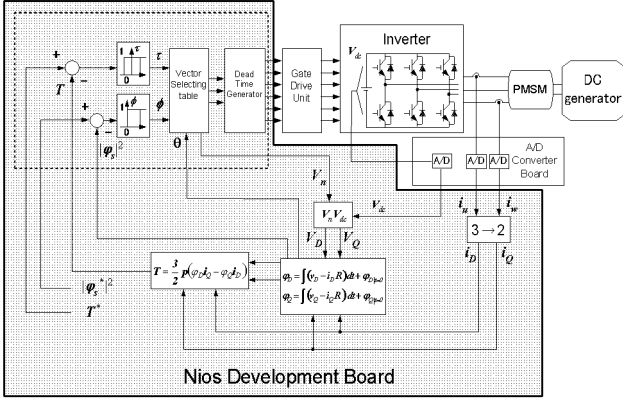 Inverter
V_dc
1 τ
0
τ
T
+
−
Vector
Selecting
table
Dead
Time
Generator
Gate
Drive
Unit
PMSM
DC
generator
1 ϕ
0
ϕ
+
−
|φ_s|²
θ
A/D
A/D
A/D
A/D
Converter
Board
V_n
V_dc
i_u
i_w
V_n V_dc
3 → 2
V_D
V_Q
i_D
i_Q
T = 3/2 p(φ_D i_Q − φ_Q i_D)
φ_D = ∫(v_D − i_D R)dt + φ_D|t=0
φ_Q = ∫(v_Q − i_Q R)dt + φ_Q|t=0
|φ_s*|²
T*
Nios Development Board